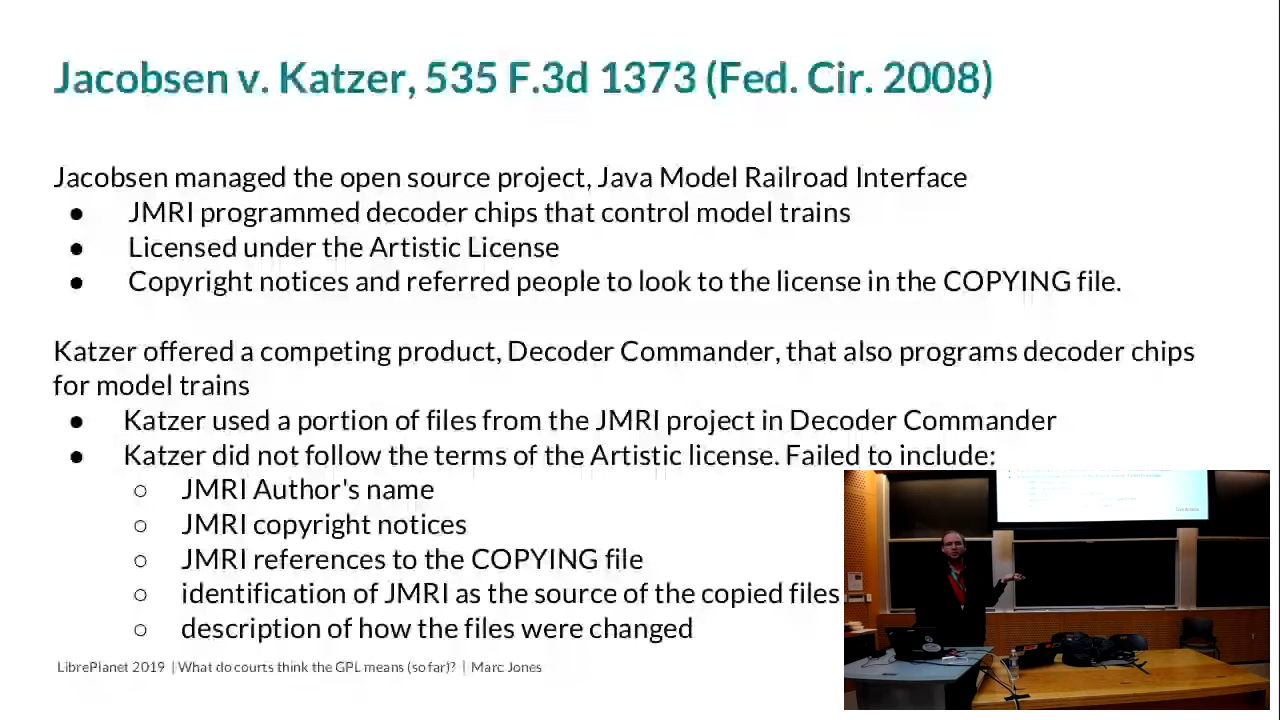 Jacobsen v. Katzer, 535 F.3d 1373 (Fed. Cir. 2008)
Jacobsen managed the open source project, Java Model Railroad Interface
● JMRI programmed decoder chips that control model trains
● Licensed under the Artistic License
● Copyright notices and referred people to look to the license in the COPYING file.
Katzer offered a competing product, Decoder Commander, that also programs decoder chips
for model trains
● Katzer used a portion of files from the JMRI project in Decoder Commander
● Katzer did not follow the terms of the Artistic license. Failed to include:
○ JMRI Author's name
○ JMRI copyright notices
○ JMRI references to the COPYING file
○ identification of JMRI as the source of the copied files
○ description of how the files were changed
LibrePlanet 2019 | What do courts think the GPL means (so far)? | Marc Jones